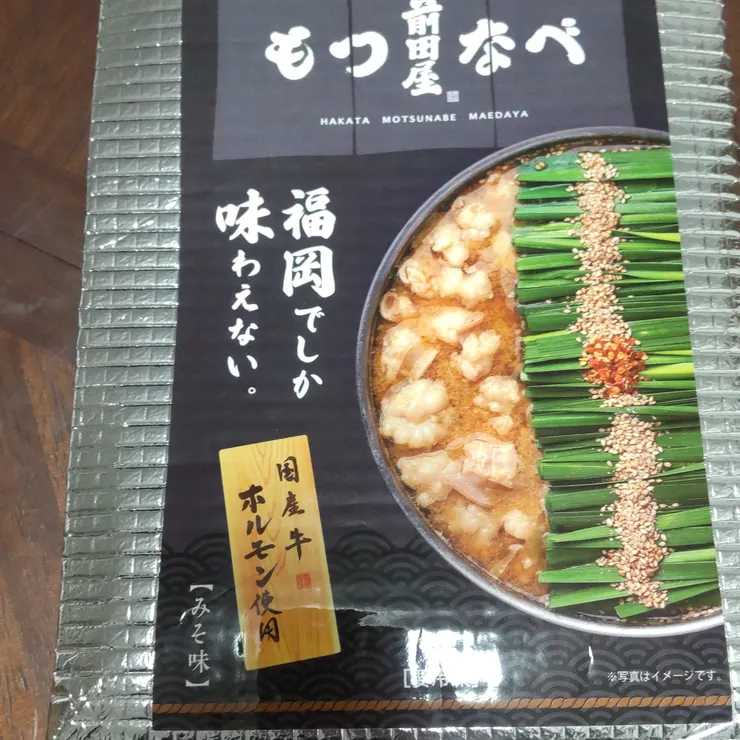 もつ前田屋なべ
HAKATA MOTSUNABE MAEDAYA
福岡でしか
味わえない。
国産牛
ホルモン使用
【みそ味】
※写真はイメージです。